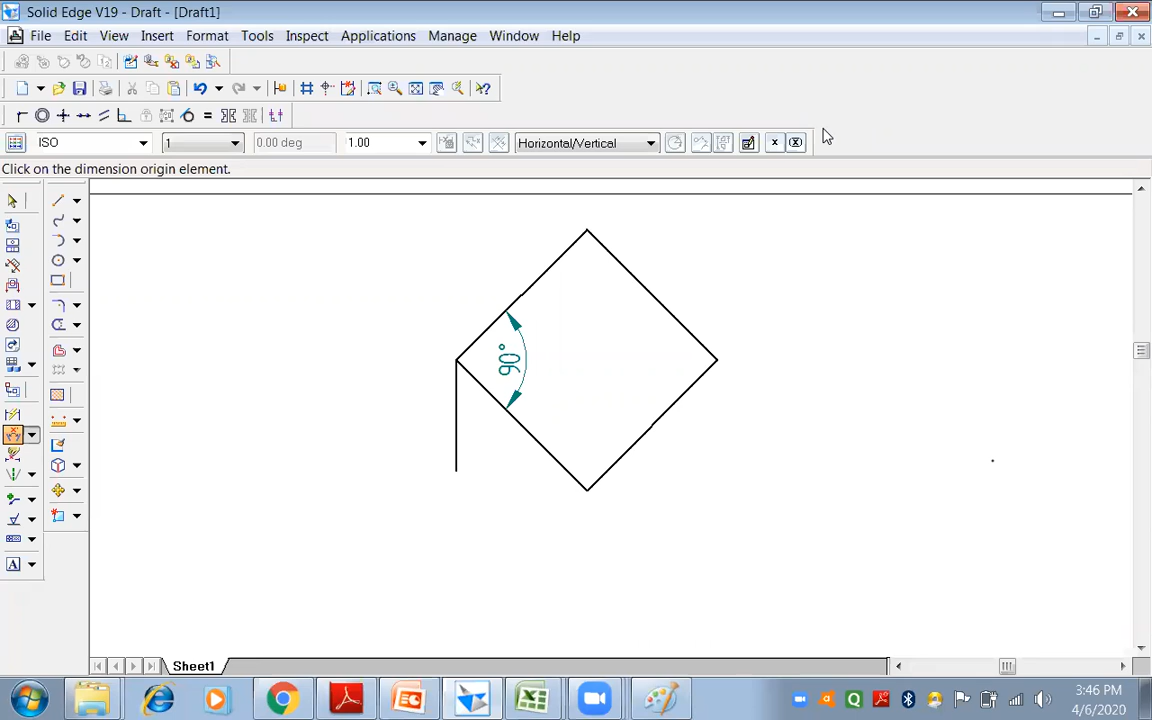 Solid Edge V19 - Draft - [Draft1]
File Edit View Insert Format Tools Inspect Applications Manage Window Help
ISO 1 0.00 deg 1.00 Horizontal/Vertical
Click on the dimension origin element.
90°
A
Sheet1
3:46 PM
4/6/2020